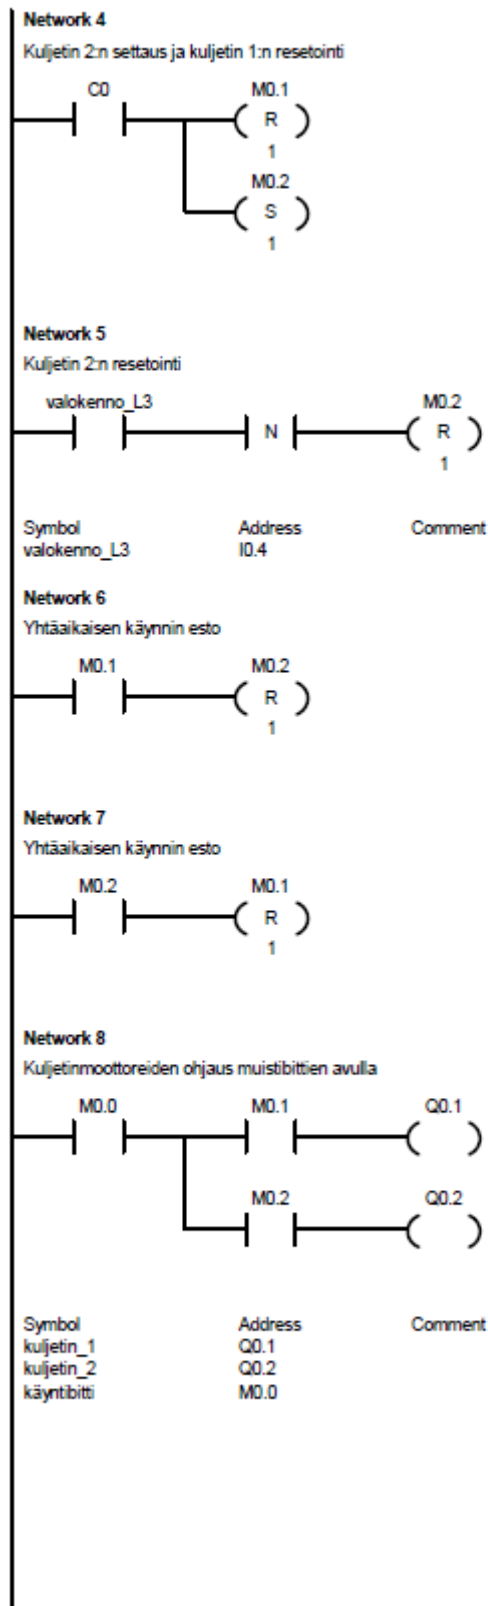 Network 4
Kuljetin 2:n settaus ja kuljetin 1:n resetointi
C0 M0.1
R
1
M0.2
S
1
Network 5
Kuljetin 2:n resetointi
valokenno_L3 M0.2
N R
1
Symbol Address Comment
valokenno_L3 I0.4
Network 6
Yhtäaikaisen käynnin esto
M0.1 M0.2
R
1
Network 7
Yhtäaikaisen käynnin esto
M0.2 M0.1
R
1
Network 8
Kuljetinmoottoreiden ohjaus muistibittien avulla
M0.0 M0.1 Q0.1
M0.2 Q0.2
Symbol Address Comment
kuljetin_1 Q0.1
kuljetin_2 Q0.2
käyntibitti M0.0